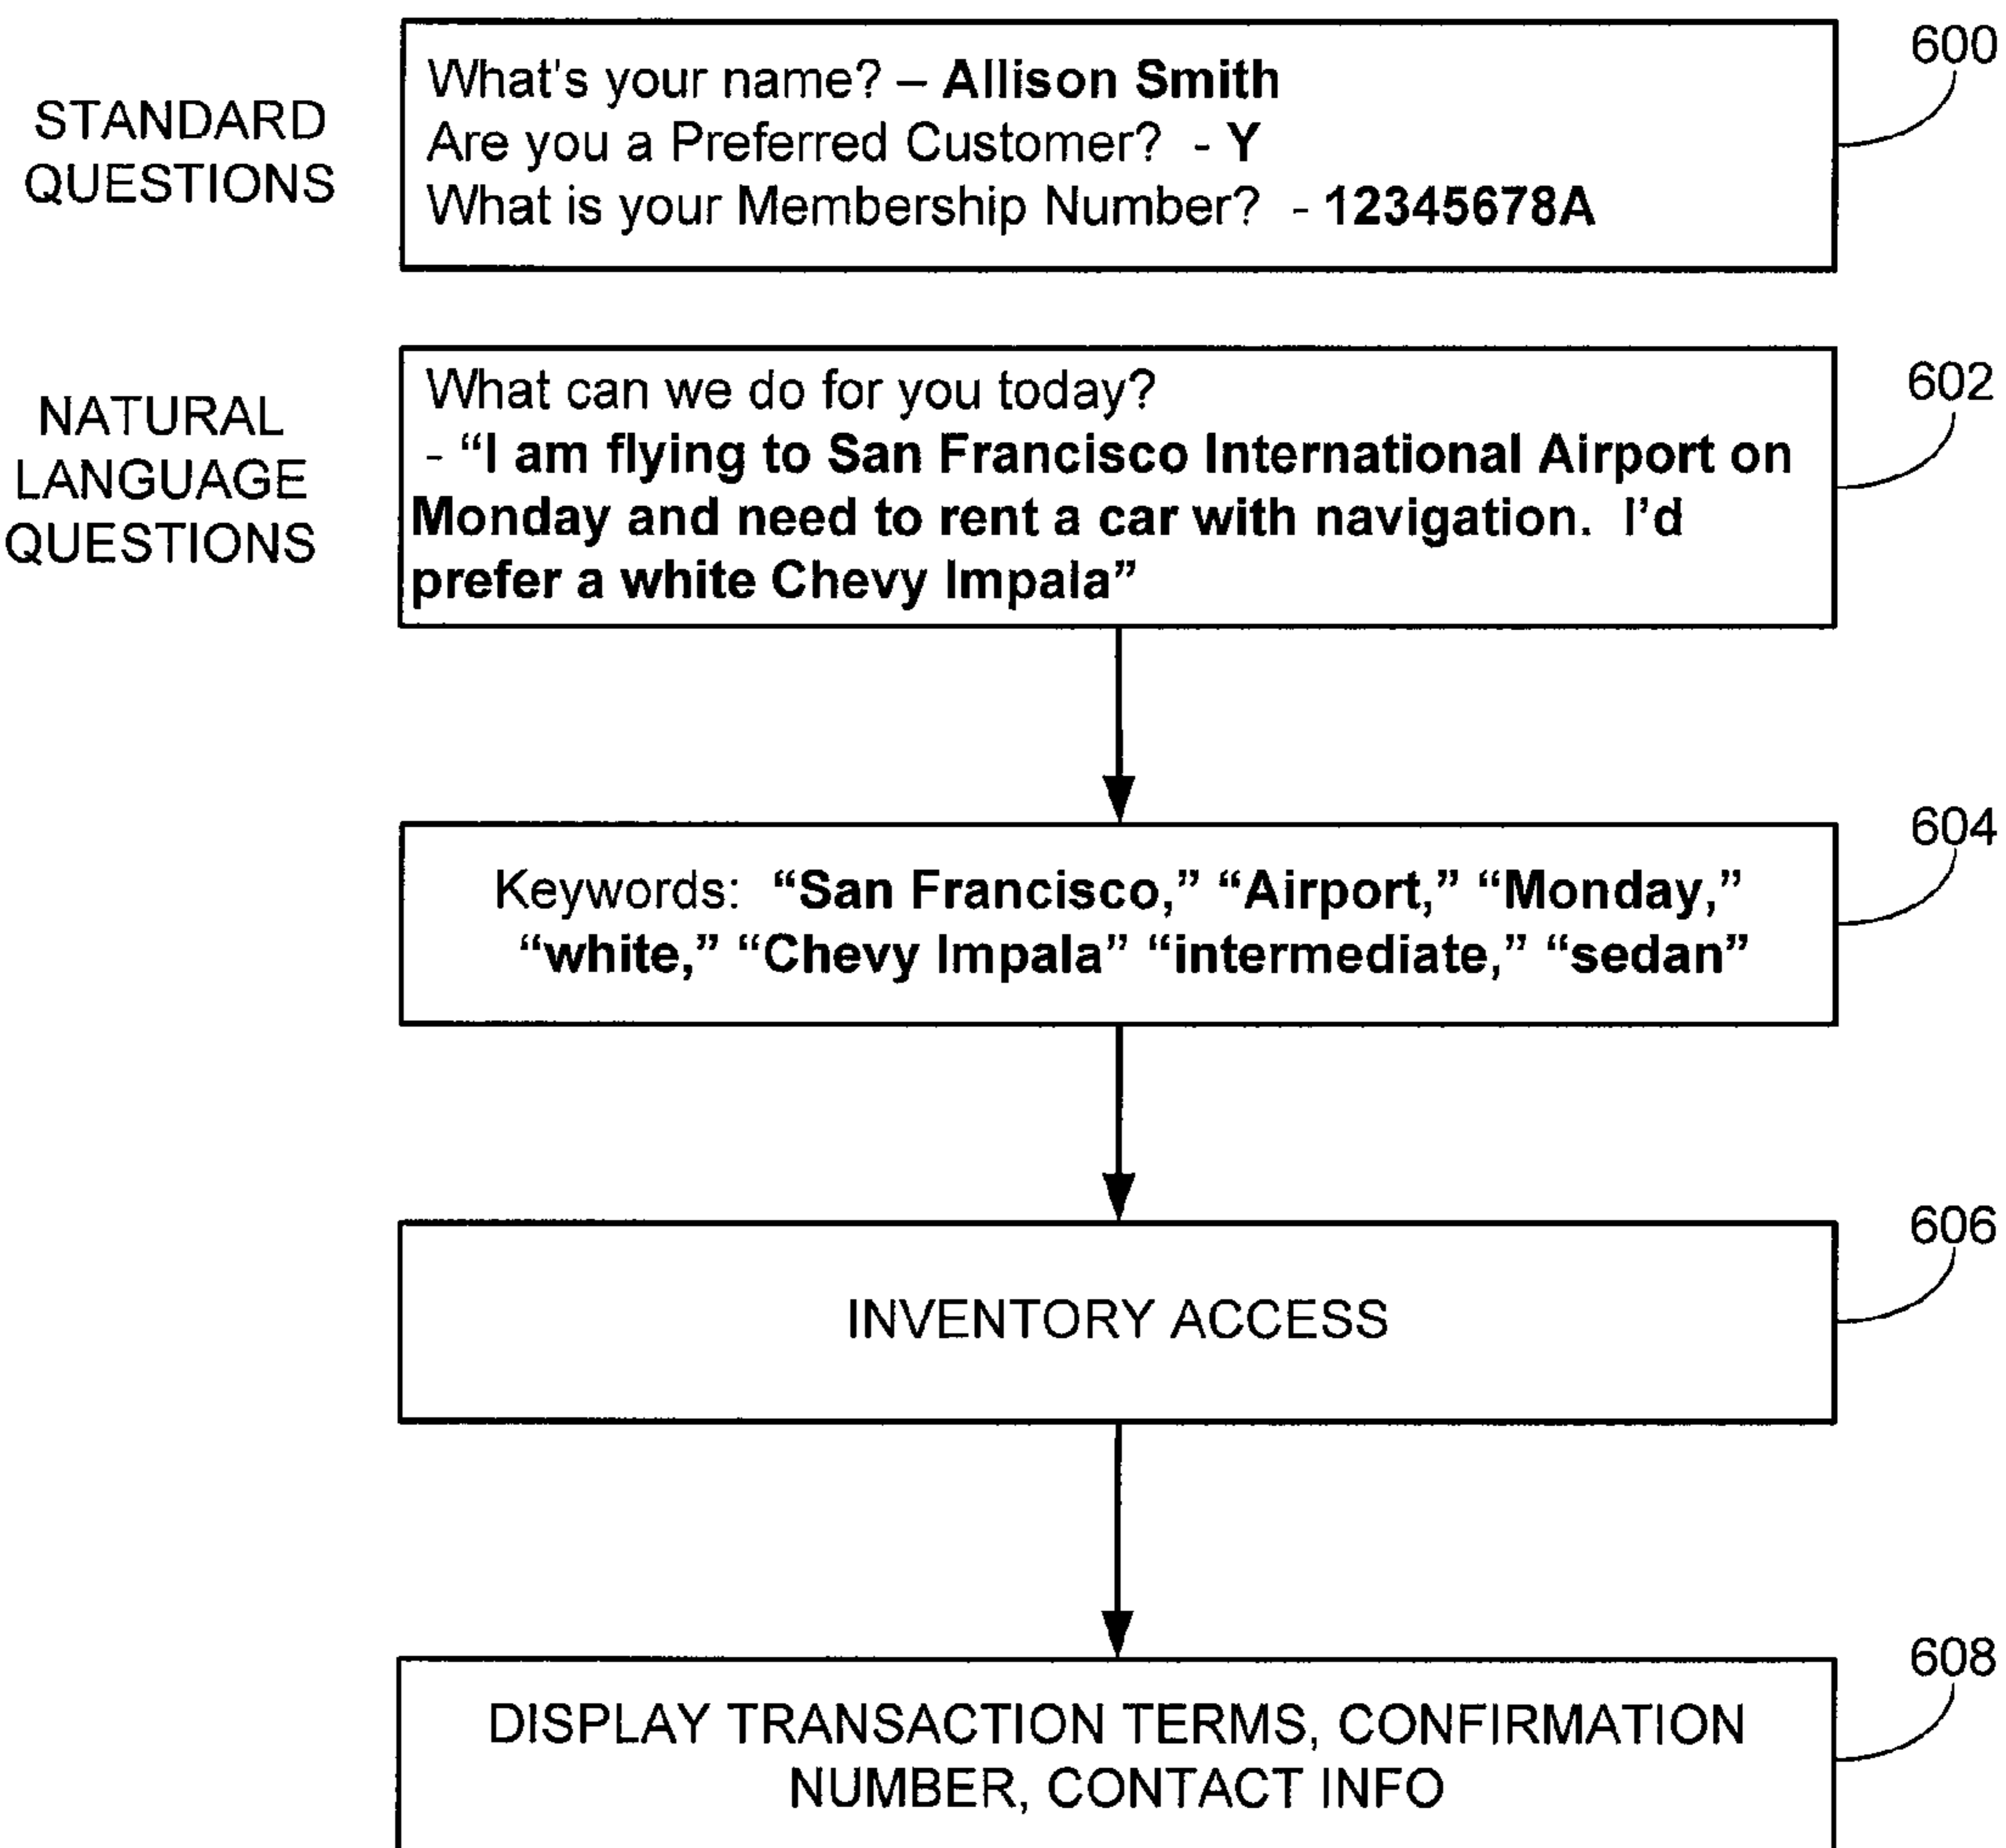 STANDARD
QUESTIONS
What's your name? – Allison Smith
Are you a Preferred Customer?  - Y
What is your Membership Number?  - 12345678A
600
NATURAL
LANGUAGE
QUESTIONS
What can we do for you today?
- “I am flying to San Francisco International Airport on
Monday and need to rent a car with navigation.  I’d
prefer a white Chevy Impala”
602
Keywords:  “San Francisco,” “Airport,” “Monday,”
“white,” “Chevy Impala” “intermediate,” “sedan”
604
INVENTORY ACCESS
606
DISPLAY TRANSACTION TERMS, CONFIRMATION
NUMBER, CONTACT INFO
608